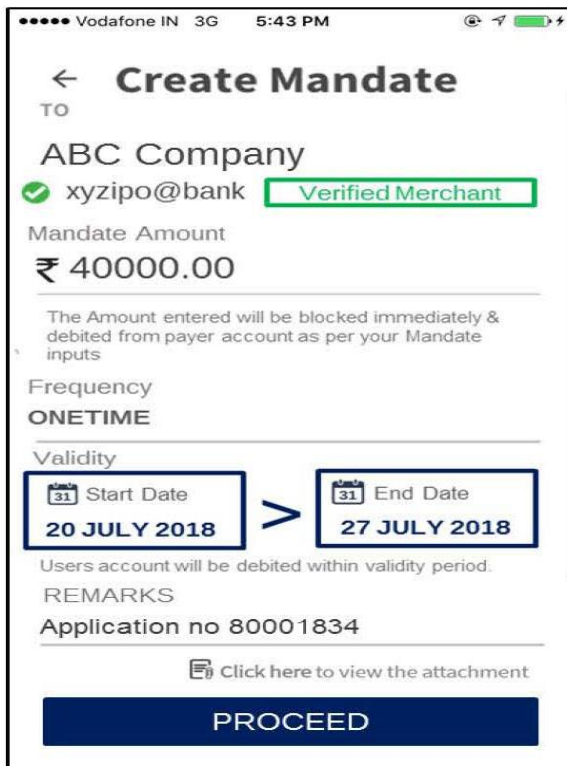 Vodafone IN 3G 5:43 PM
Create Mandate
TO
ABC Company
xyzipo@bank Verified Merchant
Mandate Amount
₹ 40000.00
The Amount entered will be blocked immediately &
debited from payer account as per your Mandate
inputs
Frequency
ONETIME
Validity
31 Start Date > 31 End Date
20 JULY 2018 27 JULY 2018
Users account will be debited within validity period.
REMARKS
Application no 80001834
Click here to view the attachment
PROCEED